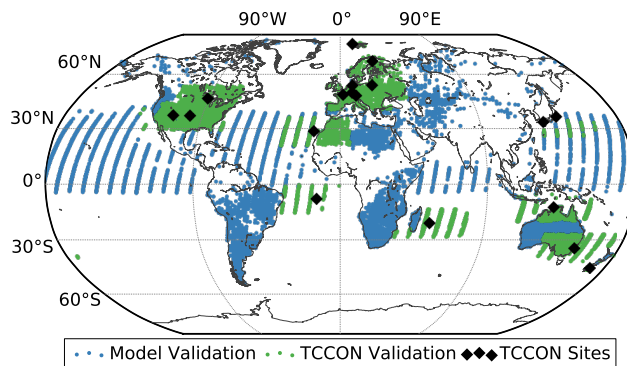 90°W 0° 90°E
60°N
30°N
0°
30°S
60°S
Model Validation TCCON Validation TCCON Sites